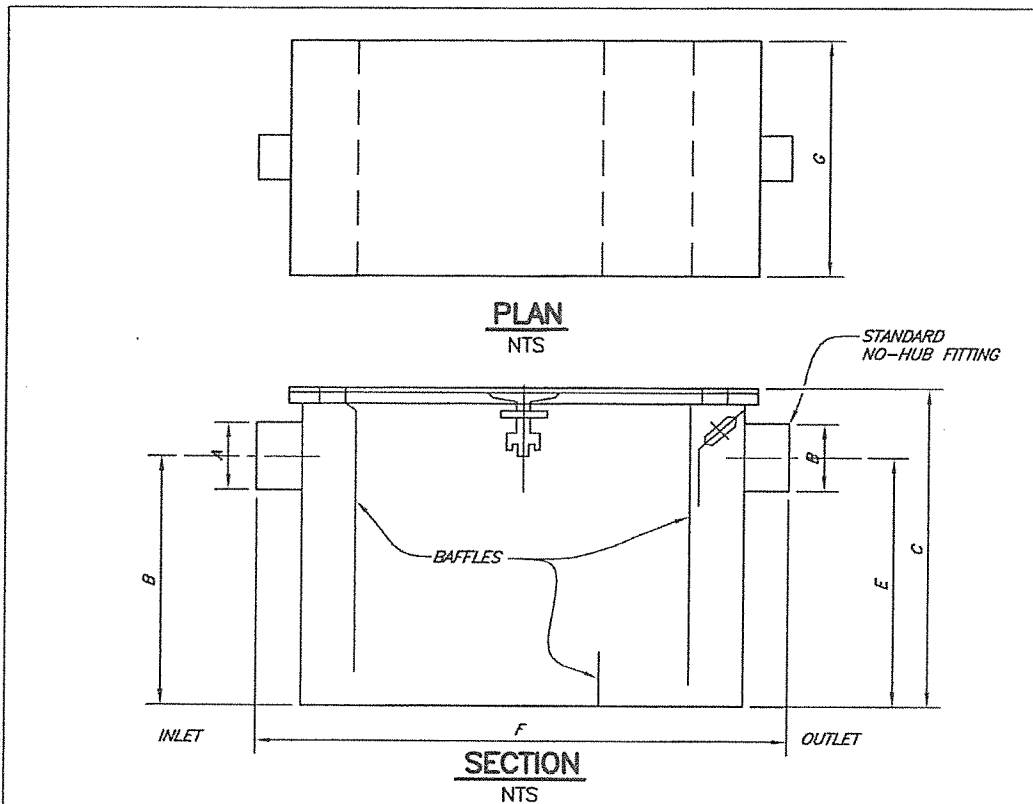 G
PLAN
NTS
STANDARD
NO-HUB FITTING
A
B
B
C
E
BAFFLES
INLET
F
OUTLET
SECTION
NTS